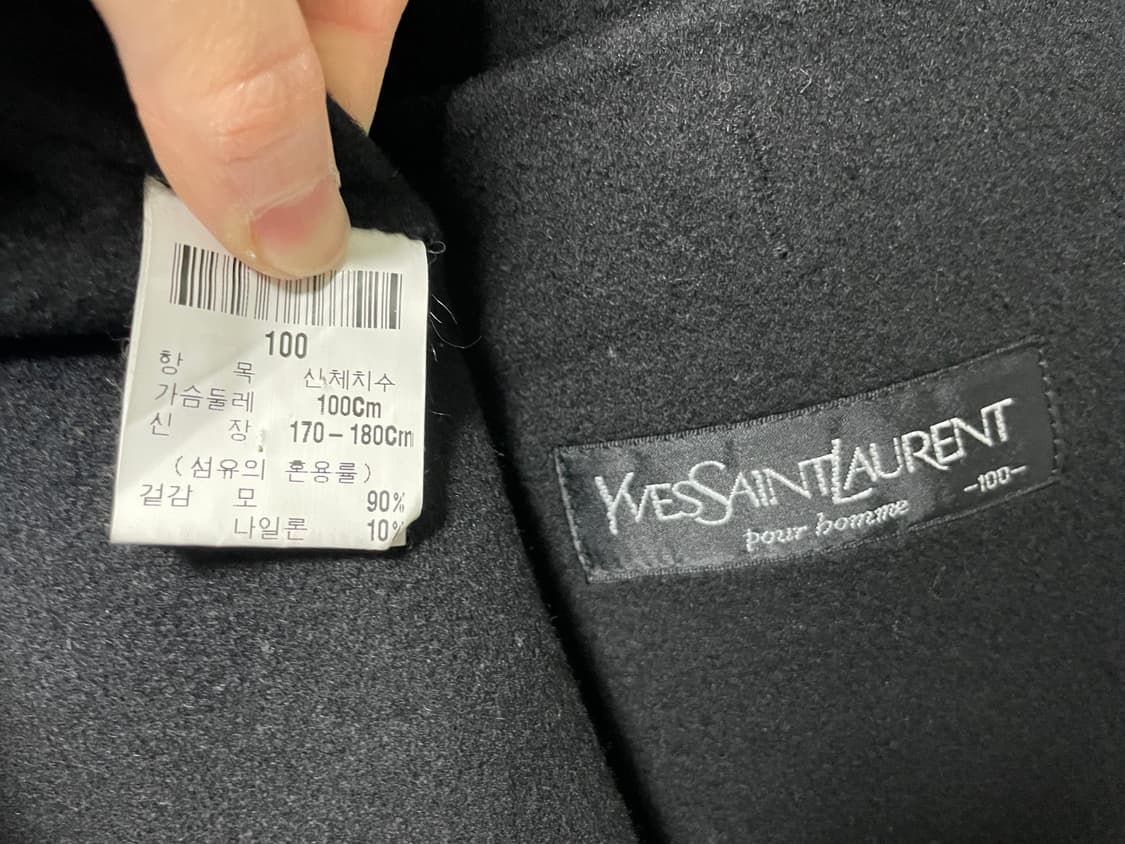 100
항 목 신체치수
가슴둘레 100Cm
신 장 170-180Cm
(섬유의 혼용률)
겉감 모 90%
나일론 10%
YVESSAINTLAURENT
-100-
pour homme